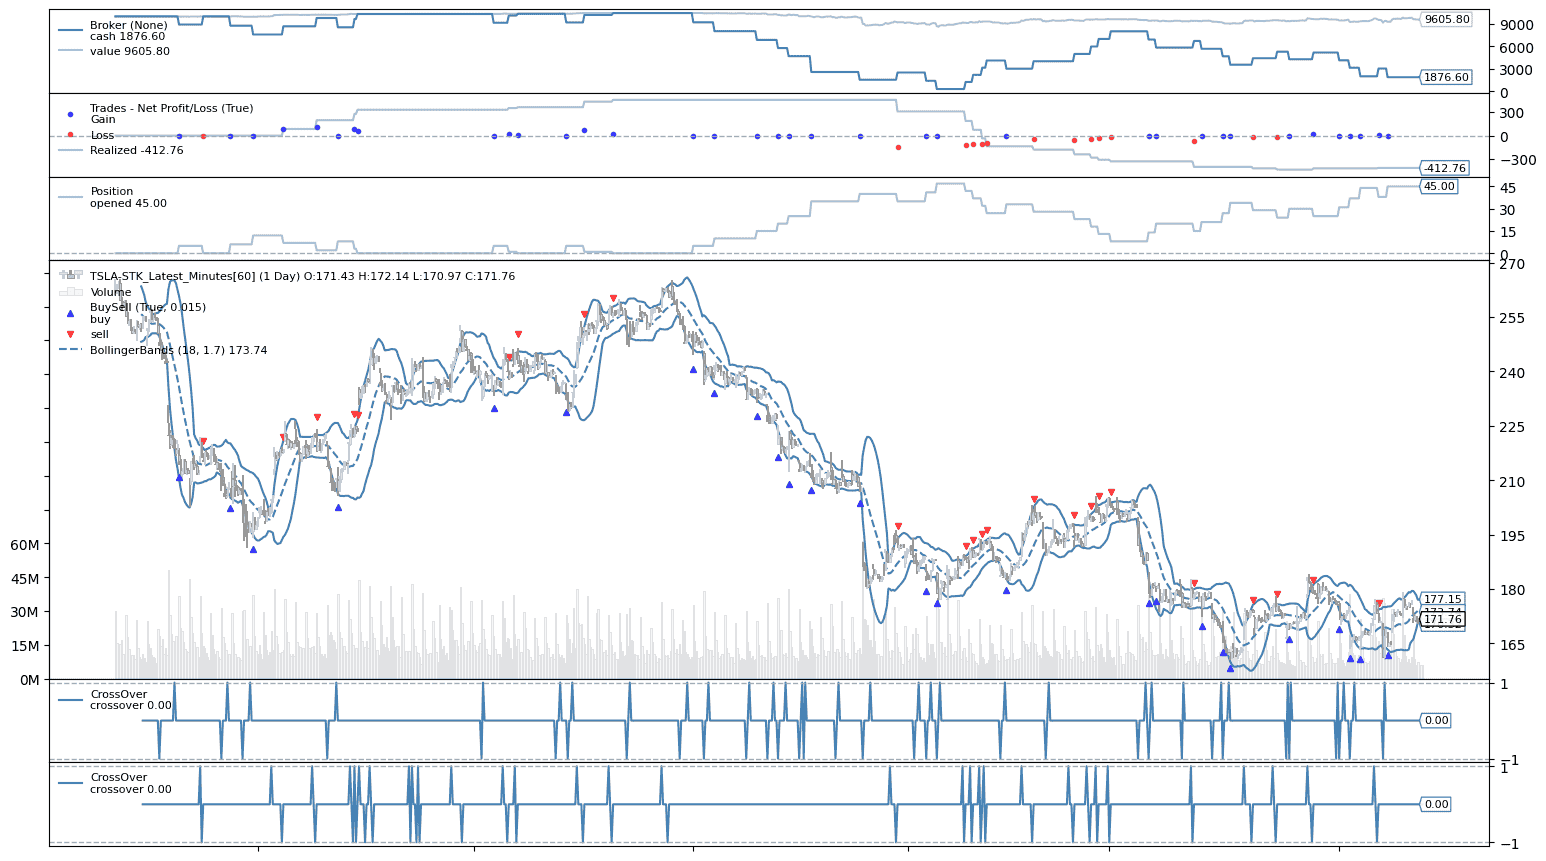 Broker (None)
cash 1876.60
value 9605.80
9605.80
1876.60
9000
6000
3000
0
Trades - Net Profit/Loss (True)
Gain
Loss
Realized -412.76
-412.76
300
0
−300
Position
opened 45.00
45.00
45
30
15
0
TSLA-STK_Latest_Minutes[60] (1 Day) O:171.43 H:172.14 L:170.97 C:171.76
Volume
BuySell (True, 0.015)
buy
sell
BollingerBands (18, 1.7) 173.74
60M
45M
30M
15M
0M
270
255
240
225
210
195
180
165
177.15
171.76
CrossOver
crossover 0.00
0.00
1
−1
CrossOver
crossover 0.00
0.00
1
−1